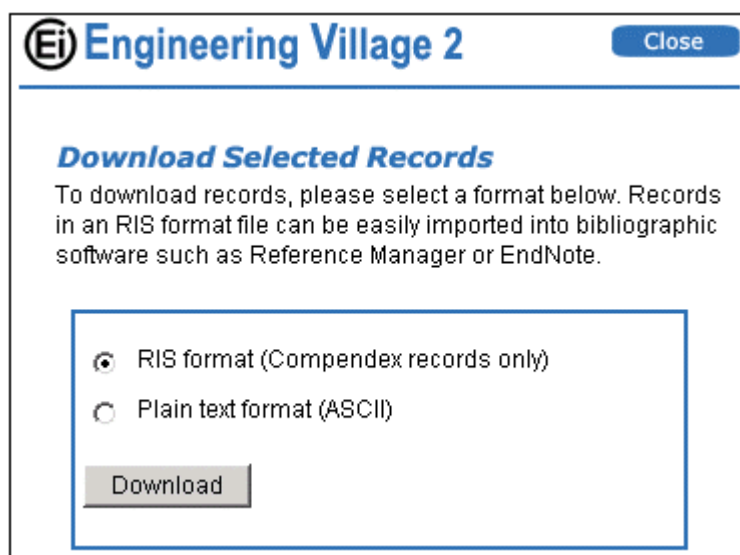 Ei Engineering Village 2
Close
Download Selected Records
To download records, please select a format below. Records
in an RIS format file can be easily imported into bibliographic
software such as Reference Manager or EndNote.
RIS format (Compendex records only)
Plain text format (ASCII)
Download